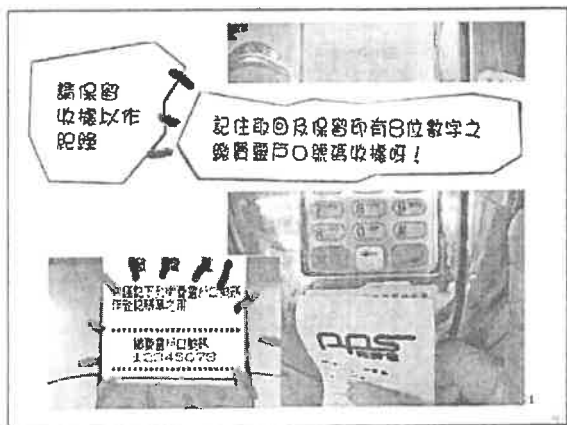 請保留
收據以作
記錄
記住取回及保留印有8位數字之
繳費靈戶口號碼收據呀！
繳費靈戶口號碼
12345678
PPS